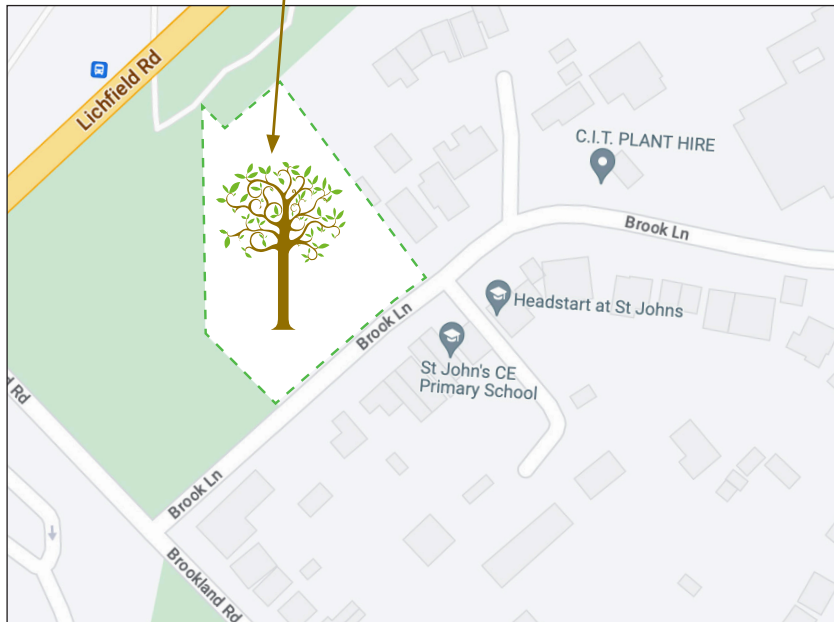 Lichfield Rd
C.I.T. PLANT HIRE
Brook Ln
Headstart at St Johns
Brook Ln
St John's CE
Primary School
d Rd
Brook Ln
Brookland Rd